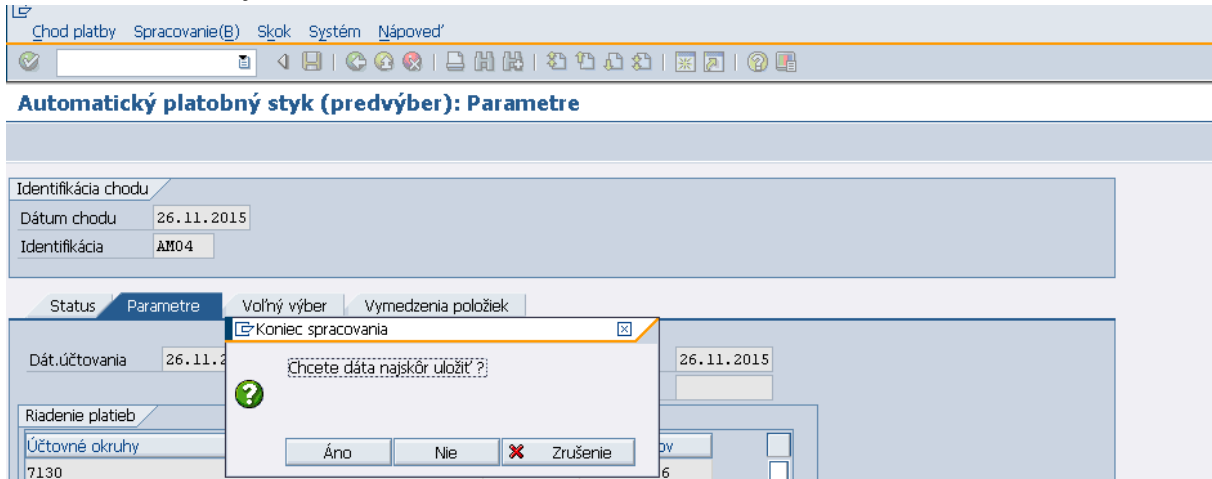 Chod platby Spracovanie(B) Skok Systém Nápoveď
Automatický platobný styk (predvýber): Parametre
Identifikácia chodu
Dátum chodu 26.11.2015
Identifikácia AM04
Status Parametre Voľný výber Vymedzenia položiek
Koniec spracovania
Dát.účtovania 26.11.2 26.11.2015
Chcete dáta najskôr uložiť ?
Riadenie platieb
Účtovné okruhy ov
Áno Nie Zrušenie
7130 6